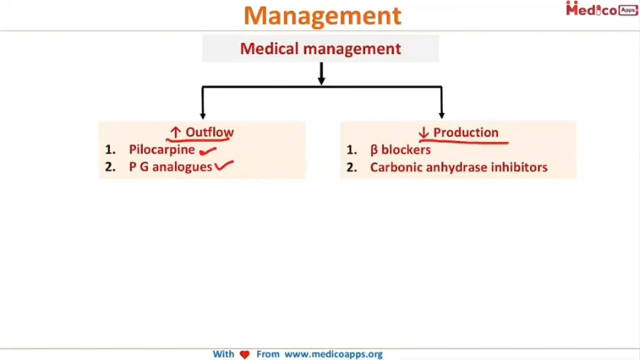 Management
MedicoApps
Medical management
↑ Outflow
1. Pilocarpine
2. P G analogues
↓ Production
1. β blockers
2. Carbonic anhydrase inhibitors
With ❤ From www.medicoapps.org